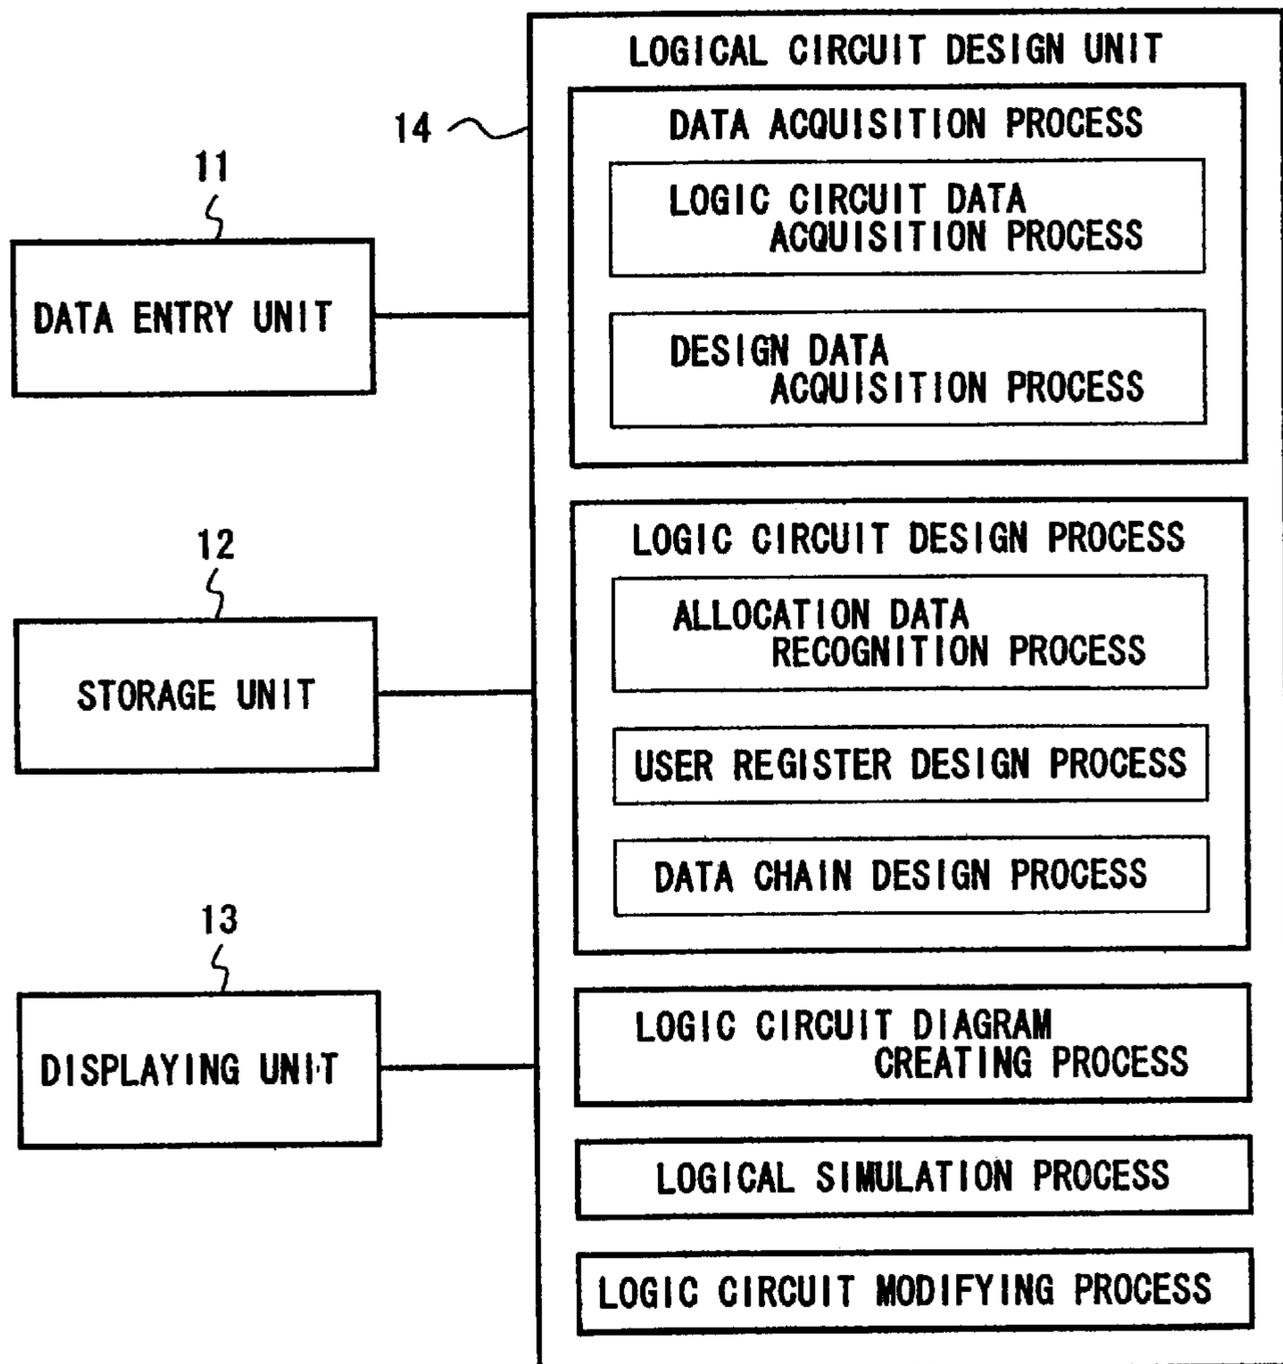 LOGICAL CIRCUIT DESIGN UNIT
14
DATA ACQUISITION PROCESS
LOGIC CIRCUIT DATA
ACQUISITION PROCESS
DESIGN DATA
ACQUISITION PROCESS
11
DATA ENTRY UNIT
LOGIC CIRCUIT DESIGN PROCESS
ALLOCATION DATA
RECOGNITION PROCESS
USER REGISTER DESIGN PROCESS
DATA CHAIN DESIGN PROCESS
12
STORAGE UNIT
13
DISPLAYING UNIT
LOGIC CIRCUIT DIAGRAM
CREATING PROCESS
LOGICAL SIMULATION PROCESS
LOGIC CIRCUIT MODIFYING PROCESS